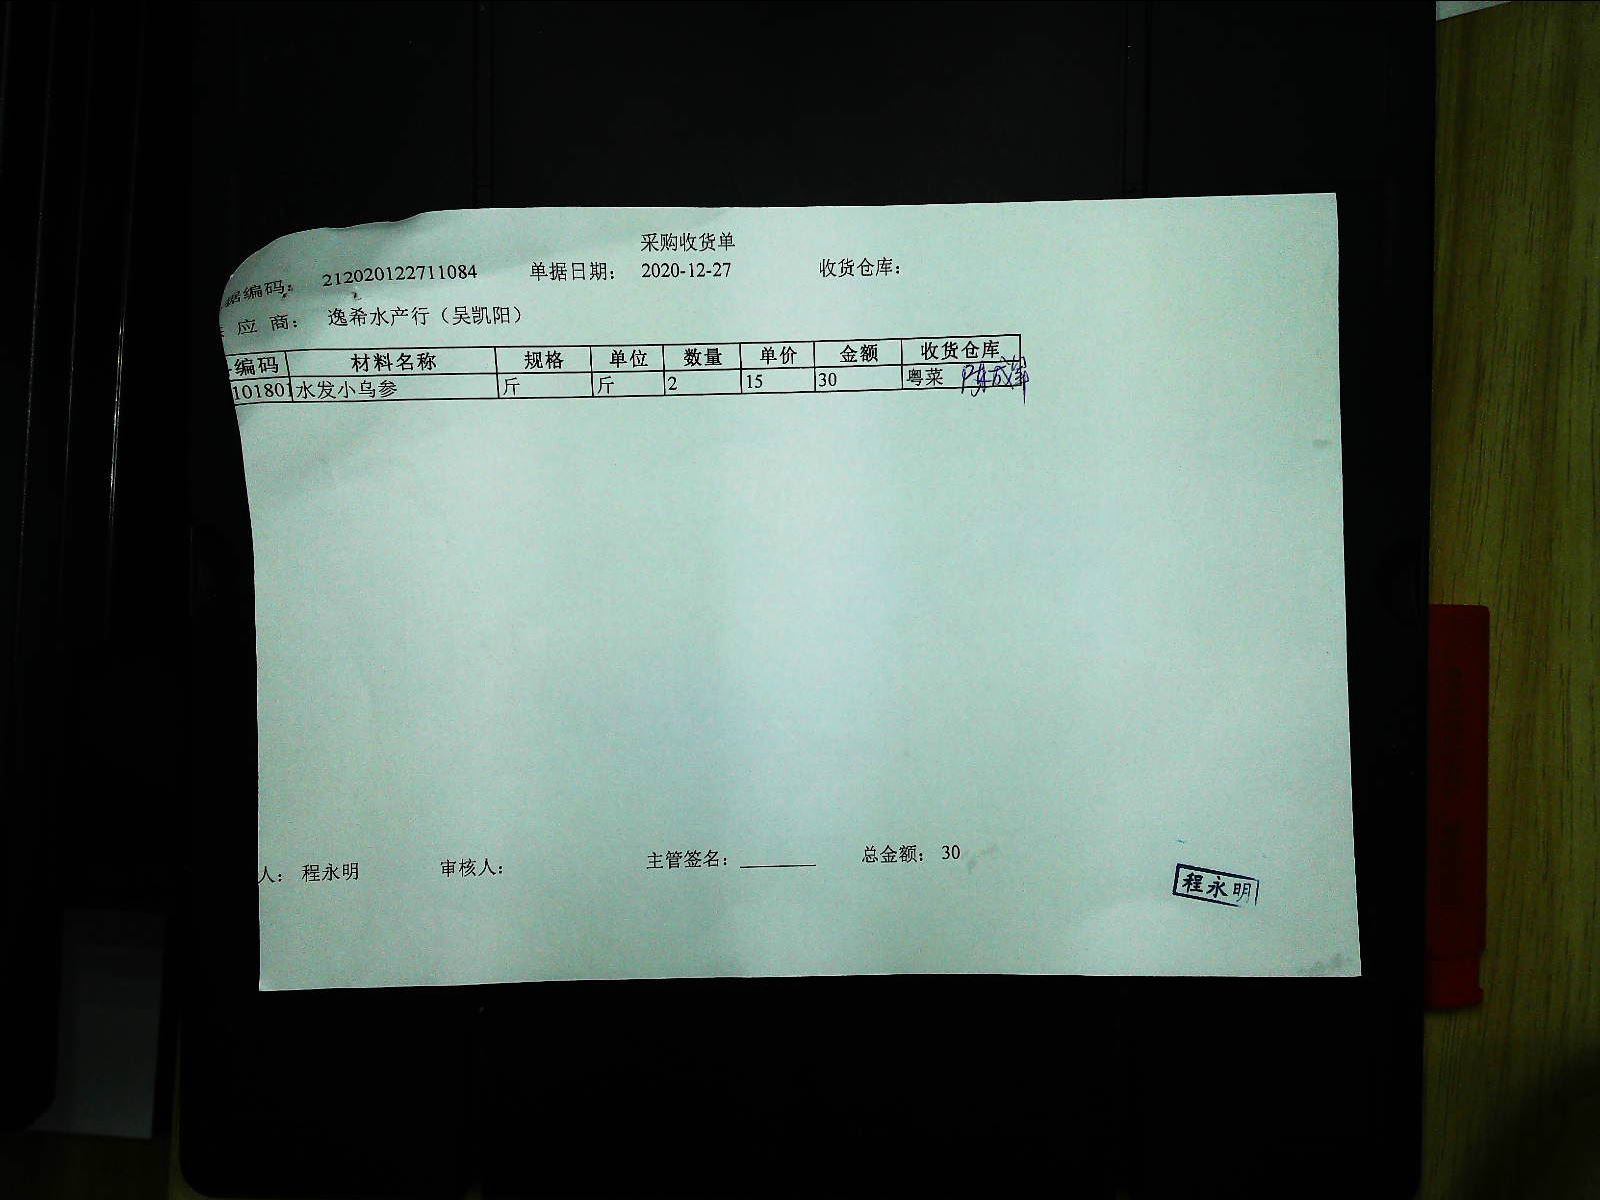 采购收货单
据编码： 212020122711084 单据日期： 2020-12-27 收货仓库：
应 商： 逸希水产行（吴凯阳）
编码 材料名称 规格 单位 数量 单价 金额 收货仓库
101801 水发小乌参 斤 斤 2 15 30 粤菜
人： 程永明 审核人： 主管签名： ________ 总金额： 30
程永明